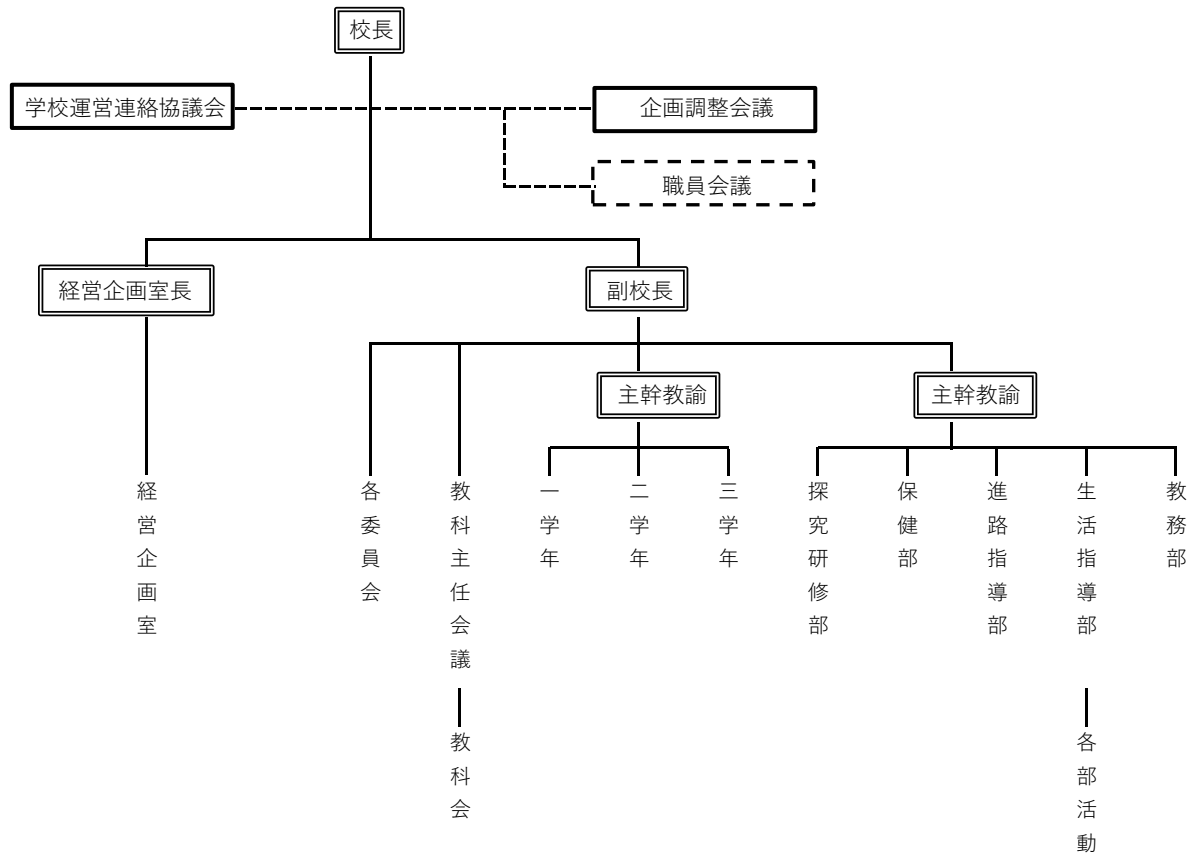 校長
学校運営連絡協議会
企画調整会議
職員会議
経営企画室長
副校長
主幹教諭
主幹教諭
経営企画室
各委員会
教科主任会議
一学年
二学年
三学年
探究研修部
保健部
進路指導部
生活指導部
教務部
教科会
各部活動